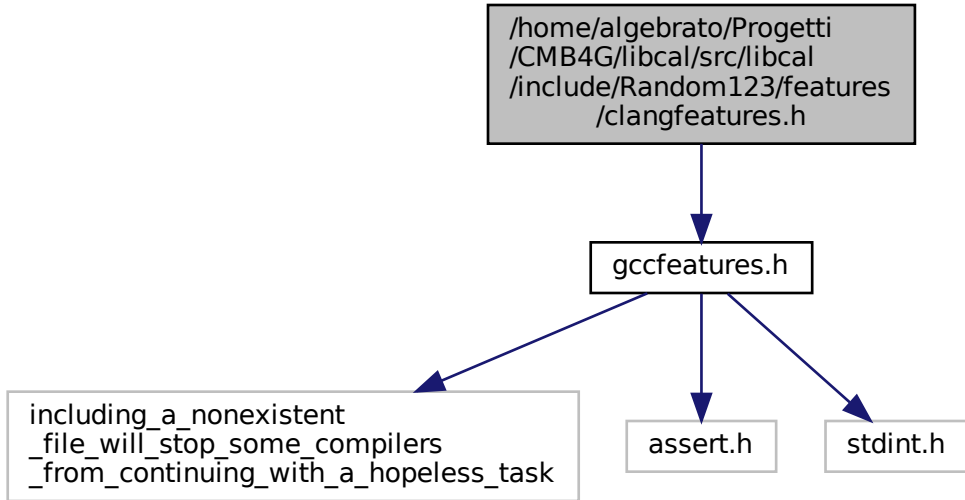 /home/algebrato/Progetti
/CMB4G/libcal/src/libcal
/include/Random123/features
/clangfeatures.h
gccfeatures.h
including_a_nonexistent
_file_will_stop_some_compilers
_from_continuing_with_a_hopeless_task
assert.h
stdint.h